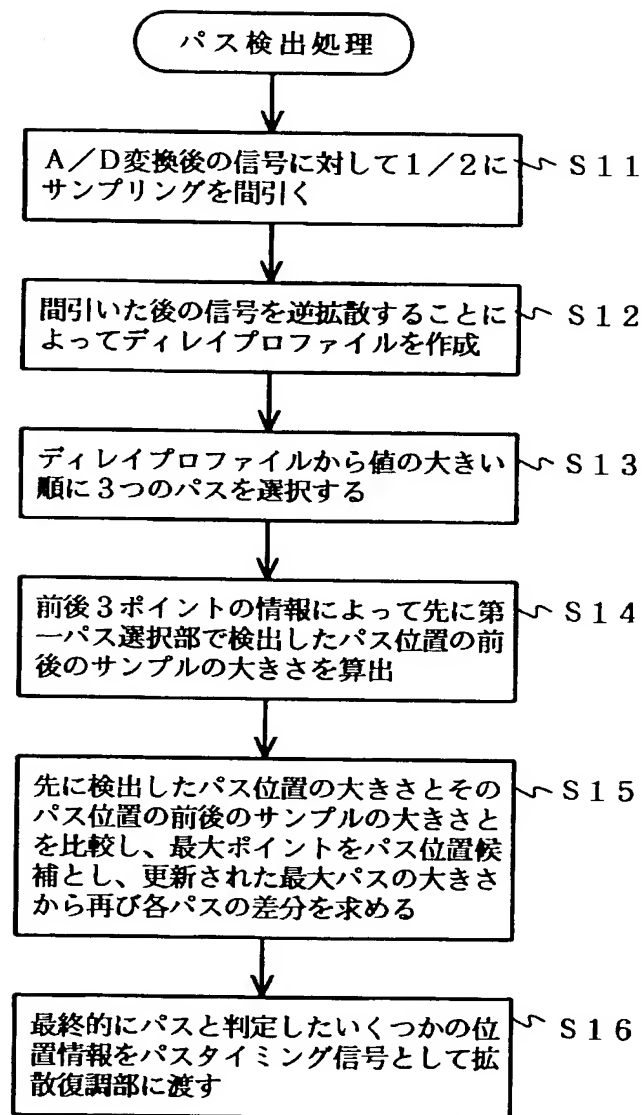 パス検出処理
A／D変換後の信号に対して1／2に
サンプリングを間引く
S11
間引いた後の信号を逆拡散することに
よってディレイプロファイルを作成
S12
ディレイプロファイルから値の大きい
順に3つのパスを選択する
S13
前後3ポイントの情報によって先に第
一パス選択部で検出したパス位置の前
後のサンプルの大きさを算出
S14
先に検出したパス位置の大きさとその
パス位置の前後のサンプルの大きさと
を比較し、最大ポイントをパス位置候
補とし、更新された最大パスの大きさ
から再び各パスの差分を求める
S15
最終的にパスと判定したいくつかの位
置情報をパスタイミング信号として拡
散復調部に渡す
S16